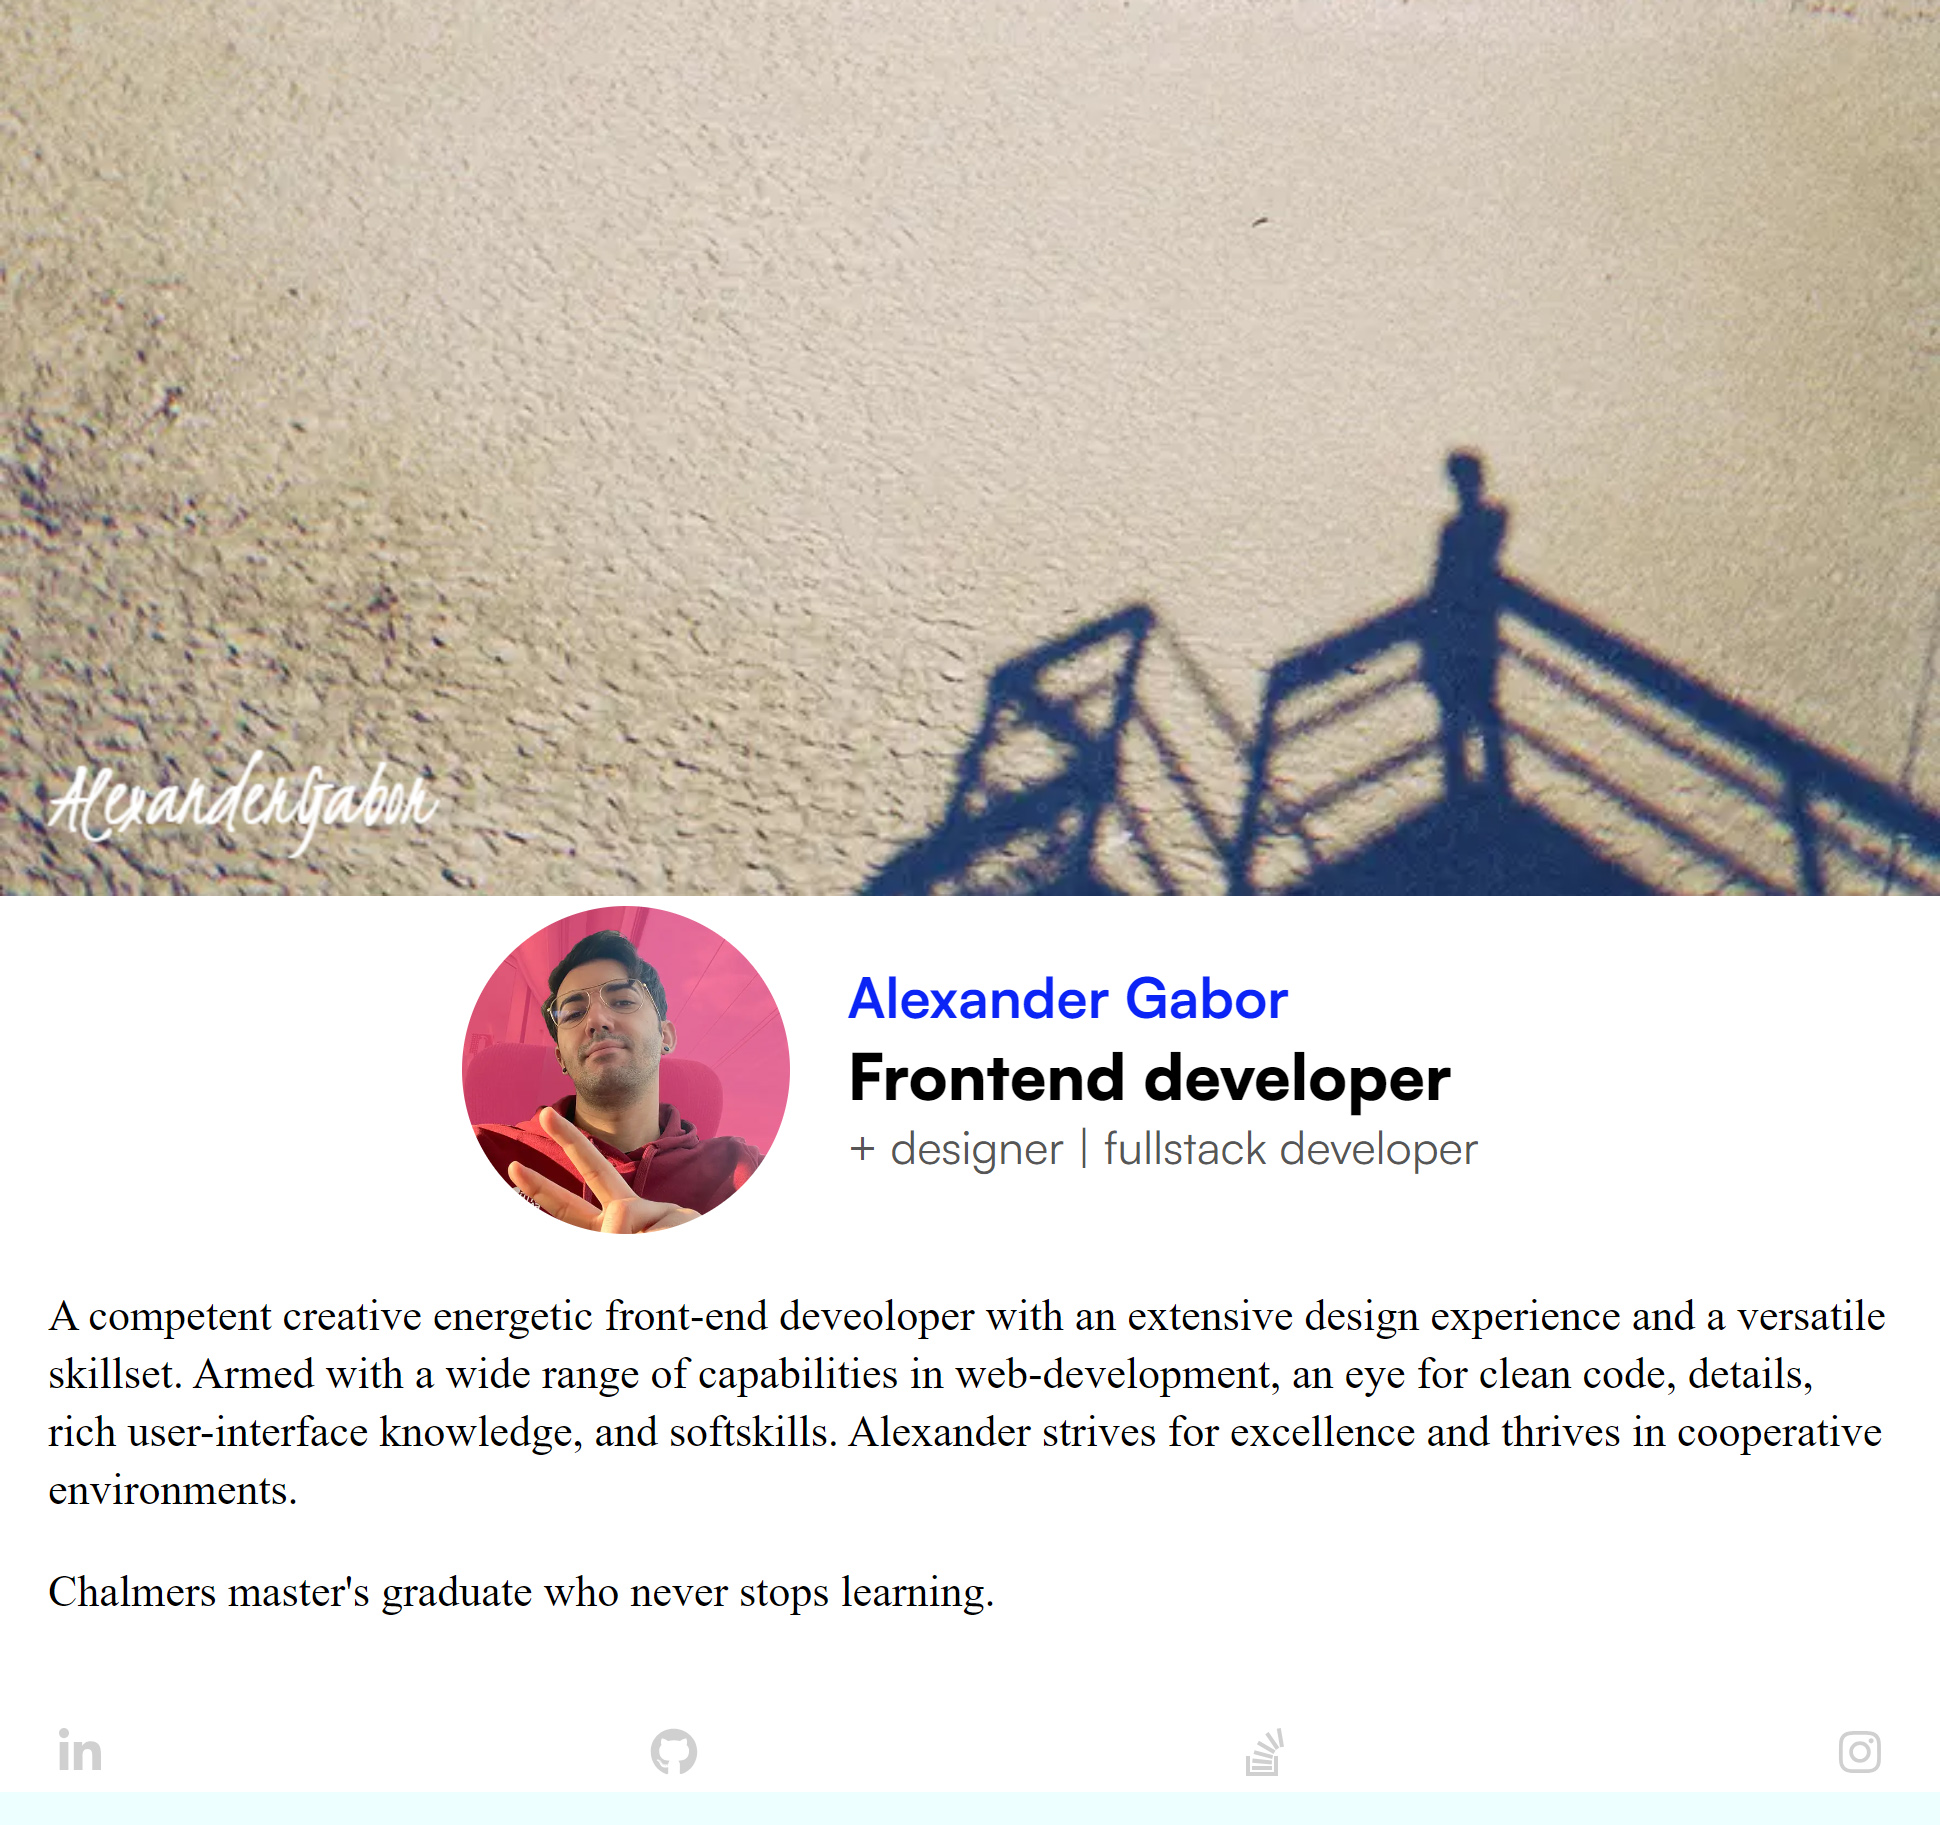 AlexanderGabor
Alexander Gabor
Frontend developer
+ designer | fullstack developer
A competent creative energetic front-end deveoloper with an extensive design experience and a versatile
skillset. Armed with a wide range of capabilities in web-development, an eye for clean code, details,
rich user-interface knowledge, and softskills. Alexander strives for excellence and thrives in cooperative
environments.
Chalmers master's graduate who never stops learning.
in